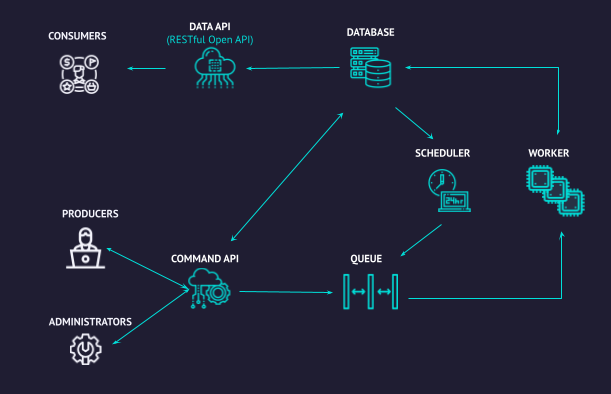 DATA API
(RESTful Open API)
CONSUMERS
DATABASE
SCHEDULER
WORKER
24hr
PRODUCERS
COMMAND API
QUEUE
ADMINISTRATORS